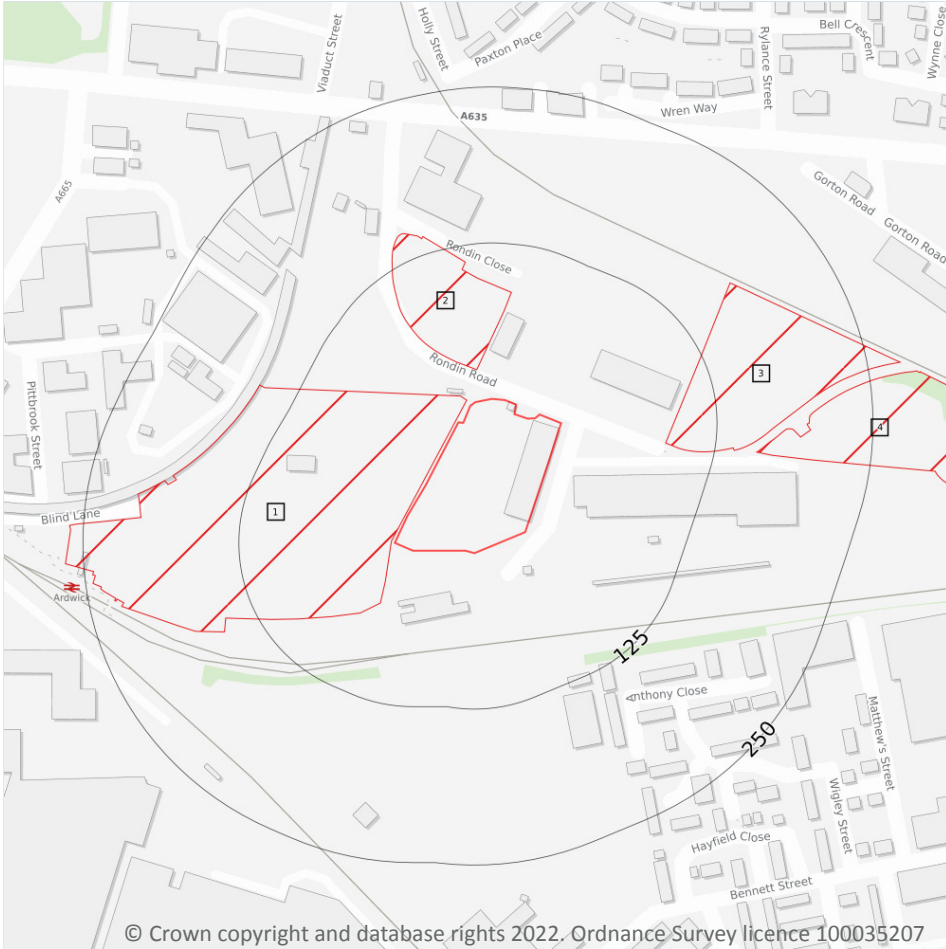 Holly Street
Viaduct Street
Paxton Place
Rylance Street
Bell Crescent
Wynne Close
Wren Way
A635
A665
Gorton Road
Gorton Road
Rondin Close
2
Rondin Road
3
4
Pittbrook Street
1
Blind Lane
Ardwick
125
Anthony Close
250
Matthew's Street
Wigley Street
Hayfield Close
Bennett Street
© Crown copyright and database rights 2022. Ordnance Survey licence 100035207